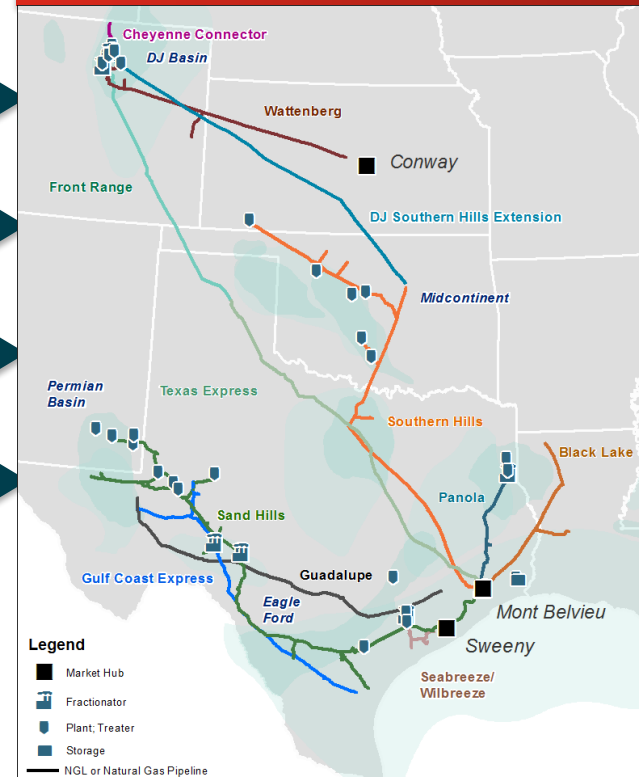 Cheyenne Connector
DJ Basin
Wattenberg
Conway
Front Range
DJ Southern Hills Extension
Midcontinent
Permian
Basin
Texas Express
Southern Hills
Black Lake
Panola
Sand Hills
Gulf Coast Express
Guadalupe
Eagle
Ford
Mont Belvieu
Sweeny
Seabreeze/
Wilbreeze
Legend
Market Hub
Fractionator
Plant; Treater
Storage
NGL or Natural Gas Pipeline